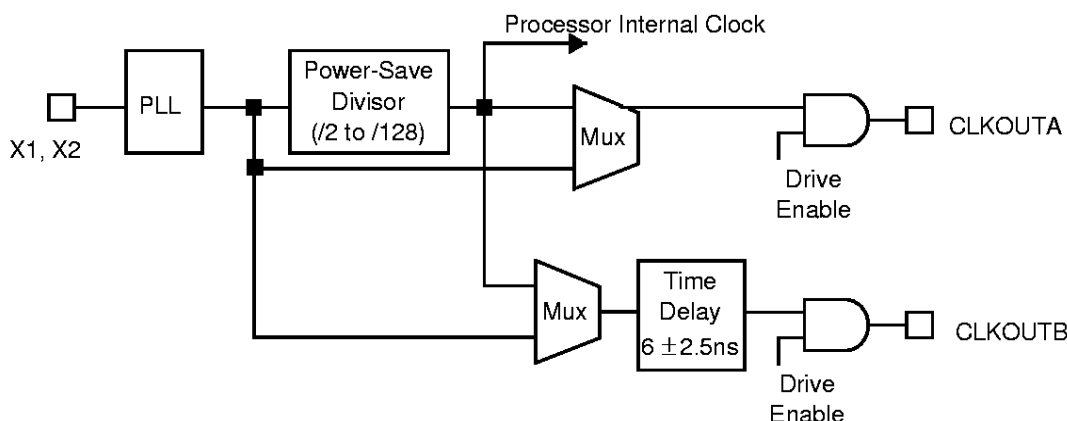 Processor Internal Clock
PLL
Power-Save
Divisor
(/2 to /128)
Mux
X1, X2
CLKOUTA
Drive
Enable
Mux
Time
Delay
6 ±2.5ns
CLKOUTB
Drive
Enable